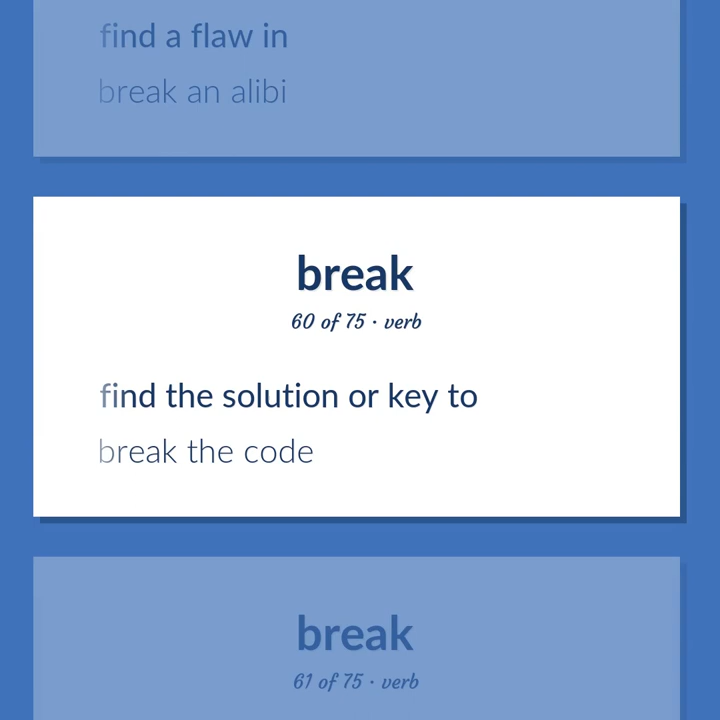 find a flaw in
break an alibi
break
60 of 75 · verb
find the solution or key to
break the code
break
61 of 75 · verb